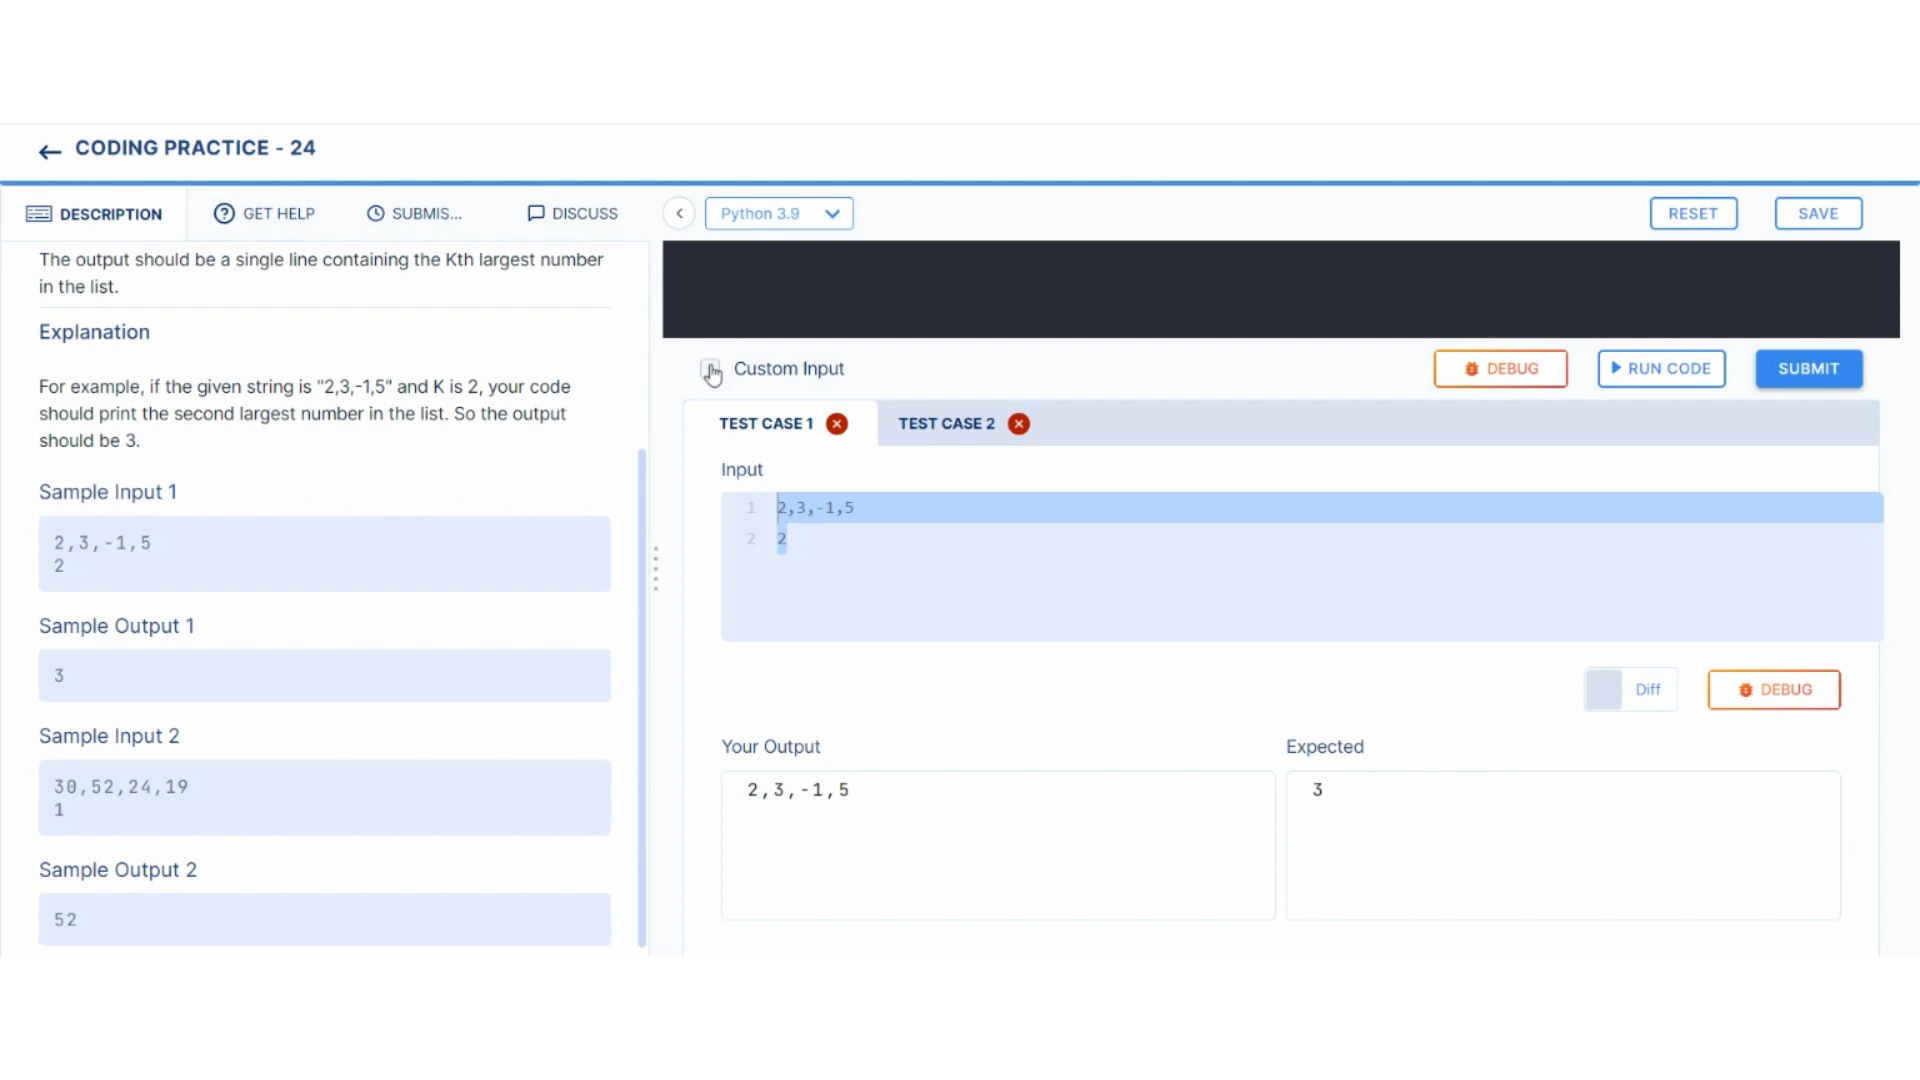 CODING PRACTICE - 24
DESCRIPTION
GET HELP
SUBMIS...
DISCUSS
Python 3.9
RESET
SAVE
The output should be a single line containing the Kth largest number
in the list.
Explanation
For example, if the given string is "2,3,-1,5" and K is 2, your code
should print the second largest number in the list. So the output
should be 3.
Sample Input 1
2,3,-1,5
2
Sample Output 1
3
Sample Input 2
30,52,24,19
1
Sample Output 2
52
Custom Input
DEBUG
RUN CODE
SUBMIT
TEST CASE 1
TEST CASE 2
Input
1 2,3,-1,5
2 2
Diff
DEBUG
Your Output
2,3,-1,5
Expected
3